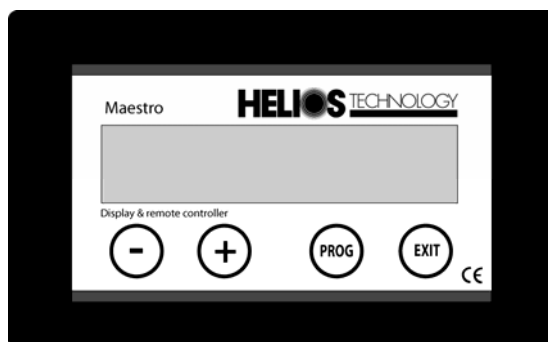 Maestro HELIOS TECHNOLOGY
Display & remote controller
- + PROG EXIT
CE